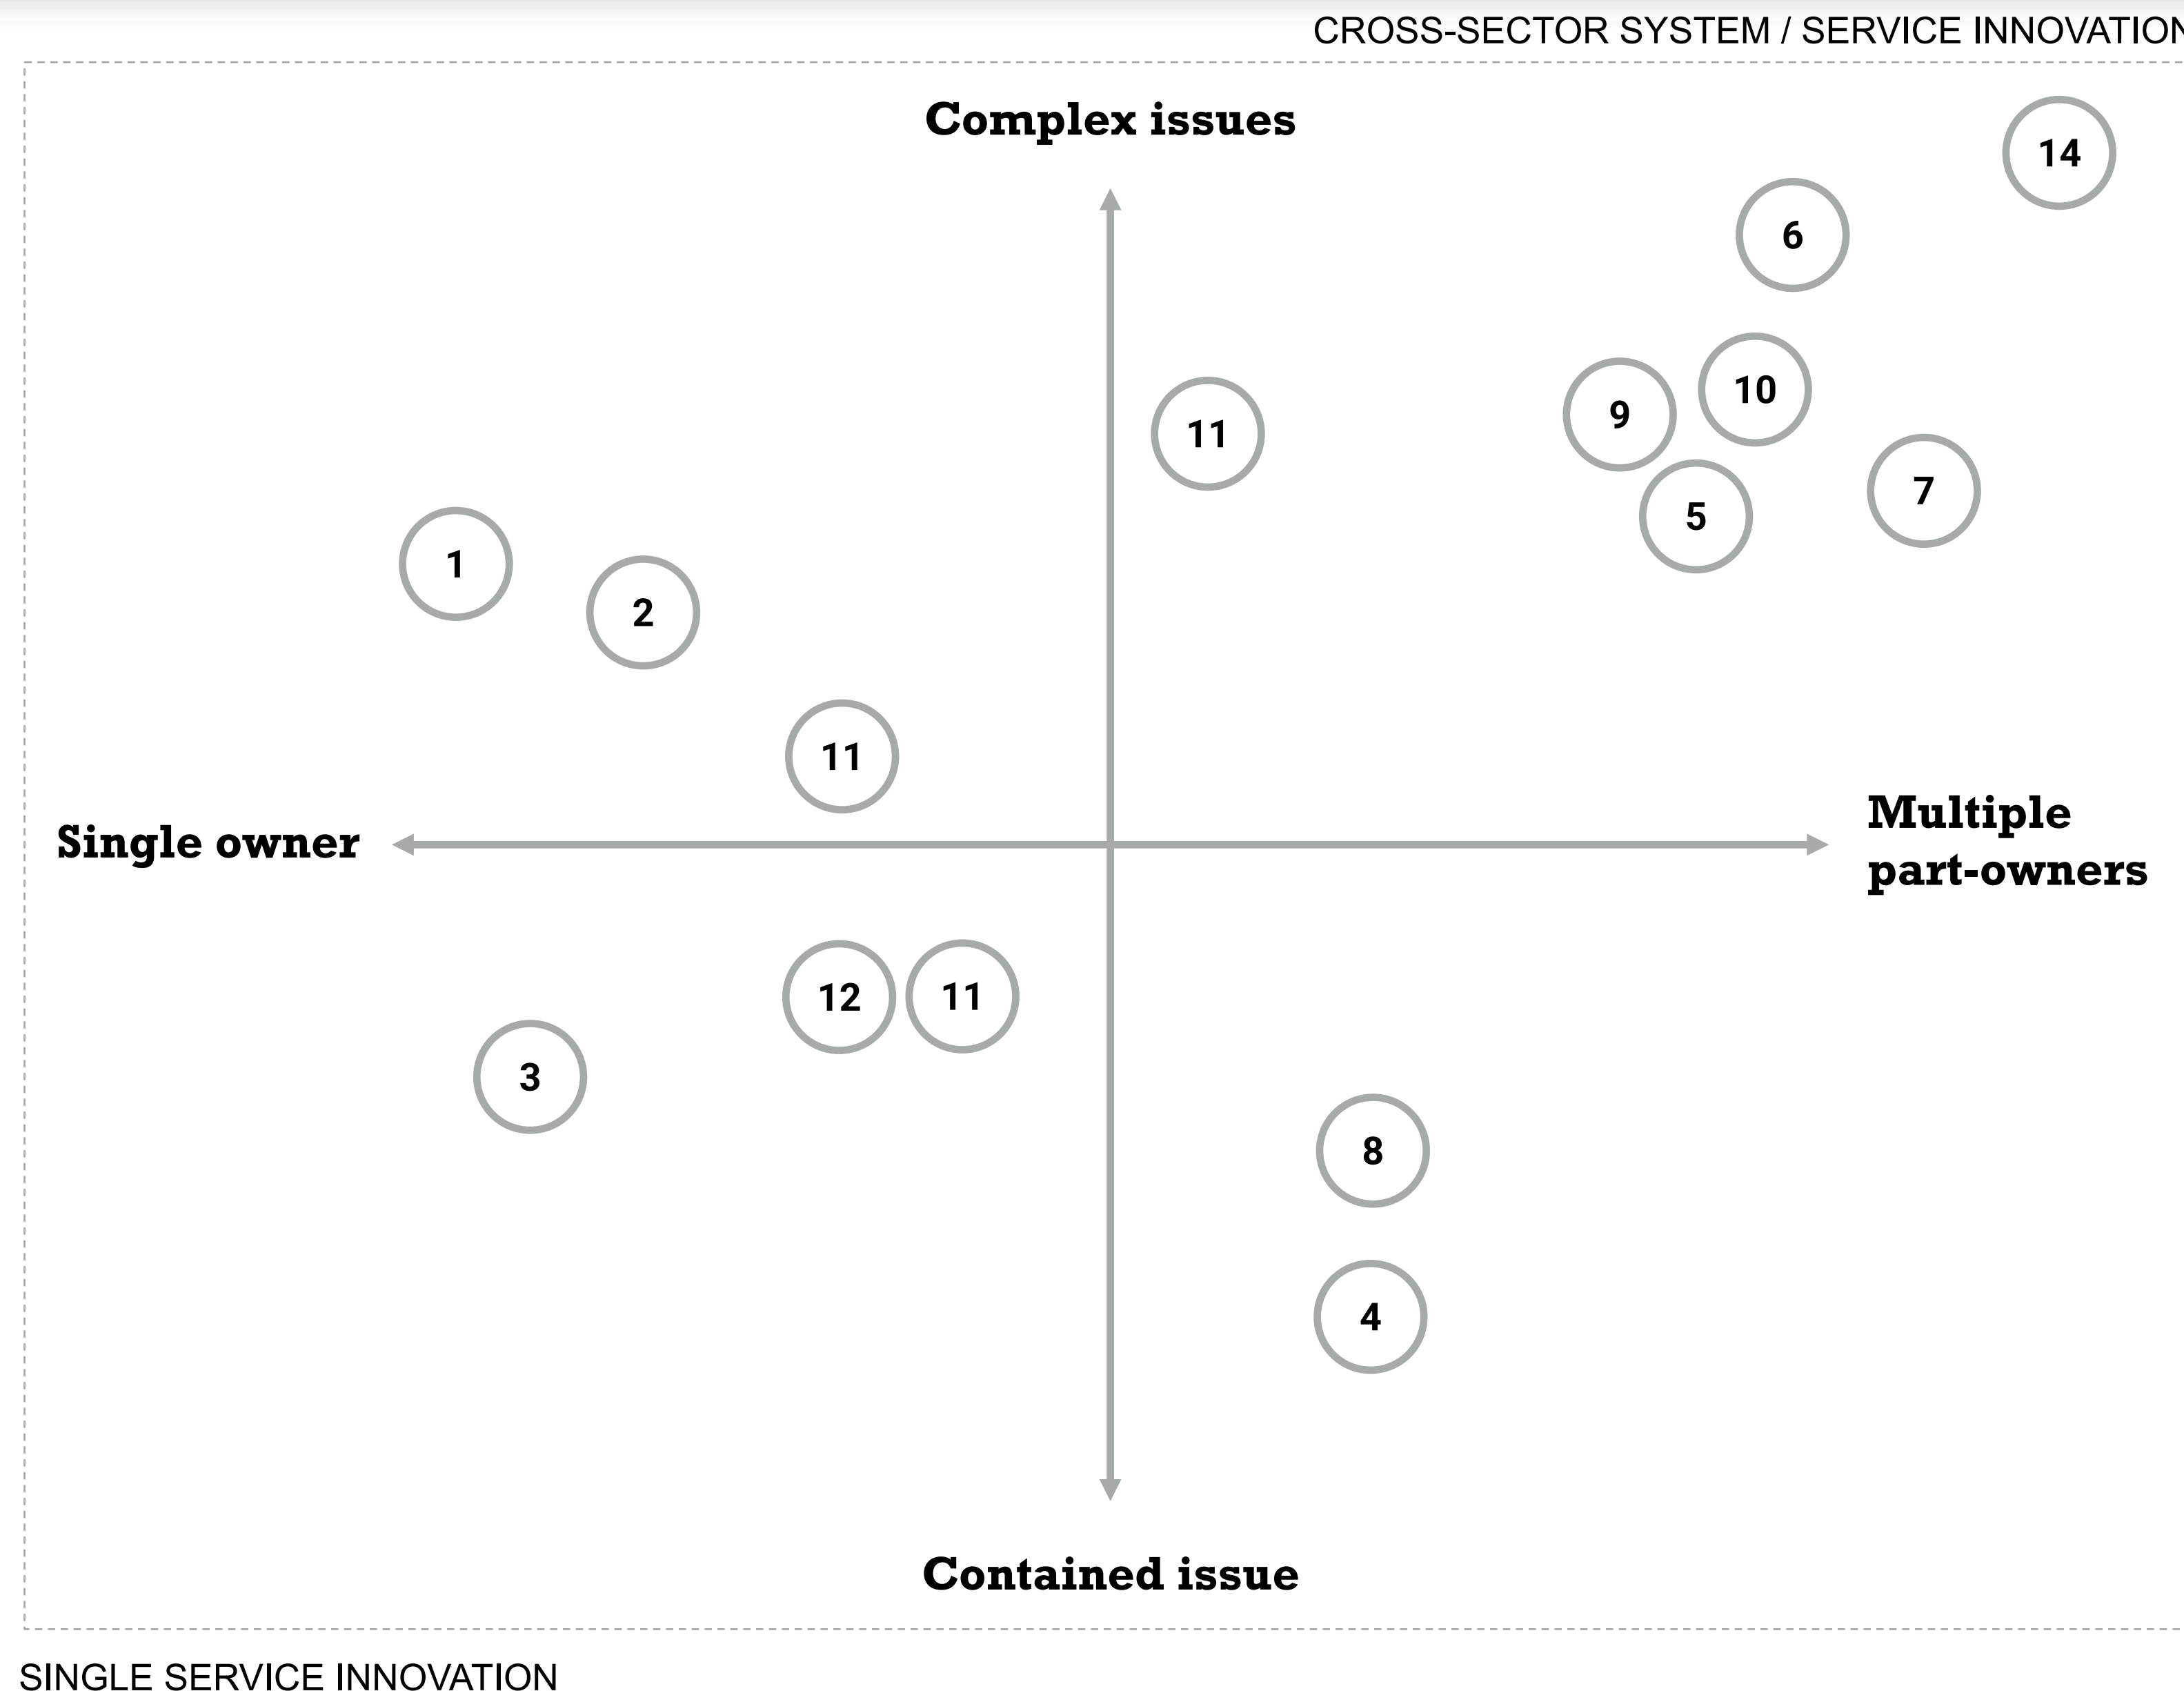 CROSS-SECTOR SYSTEM / SERVICE INNOVATION
Complex issues
14
6
10
9
11
7
5
1
2
11
Single owner
Multiple
part-owners
12
11
3
8
4
Contained issue
SINGLE SERVICE INNOVATION